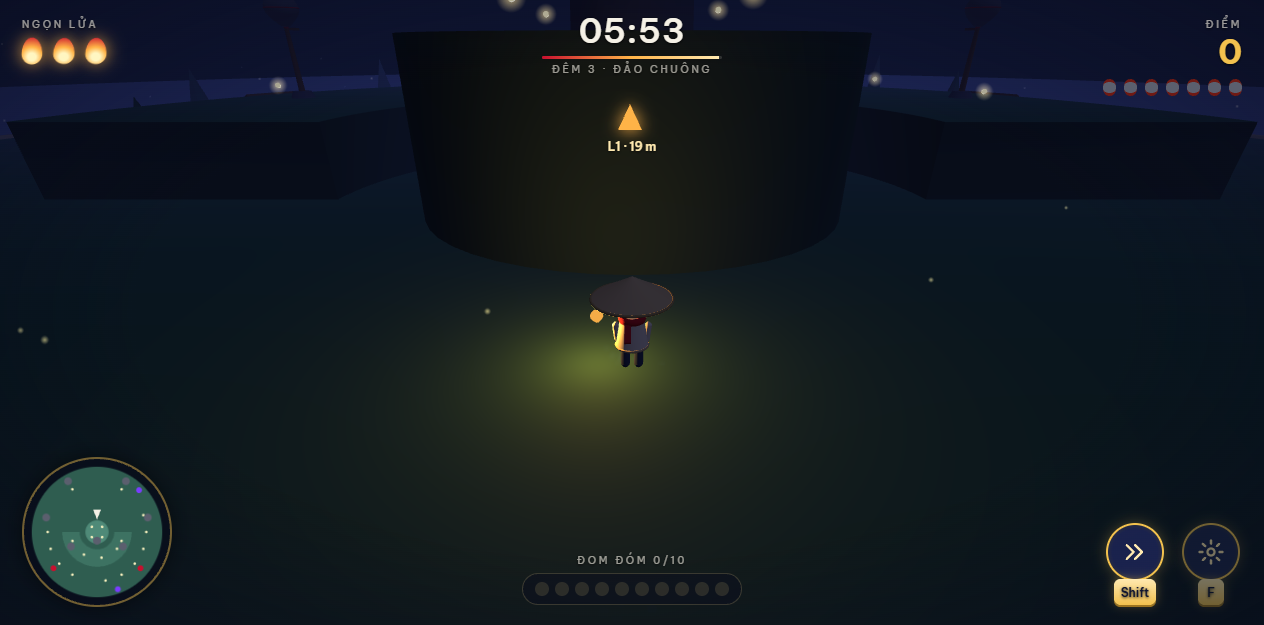 NGỌN LỬA
05:53
ĐÊM 3 · ĐẢO CHUÔNG
ĐIỂM
0
L1 · 19 m
ĐOM ĐÓM 0/10
Shift
F